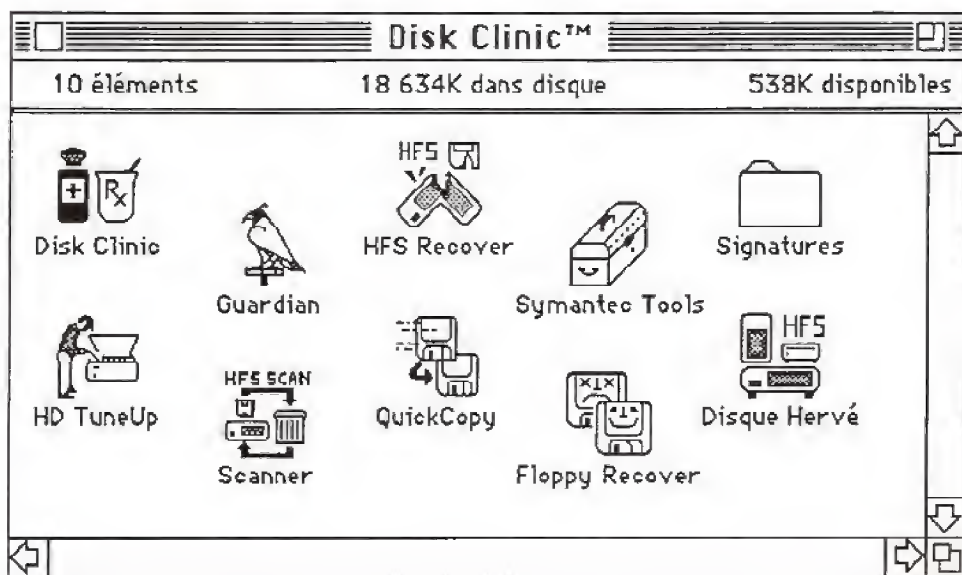 Disk Clinic™
10 éléments 18 634K dans disque 538K disponibles
HFS
Disk Clinic
Rx
Guardian
HFS Recover
Symantec Tools
Signatures
HD TuneUp
HFS SCAN
Scanner
QuickCopy
Floppy Recover
HFS
Disque Hervé